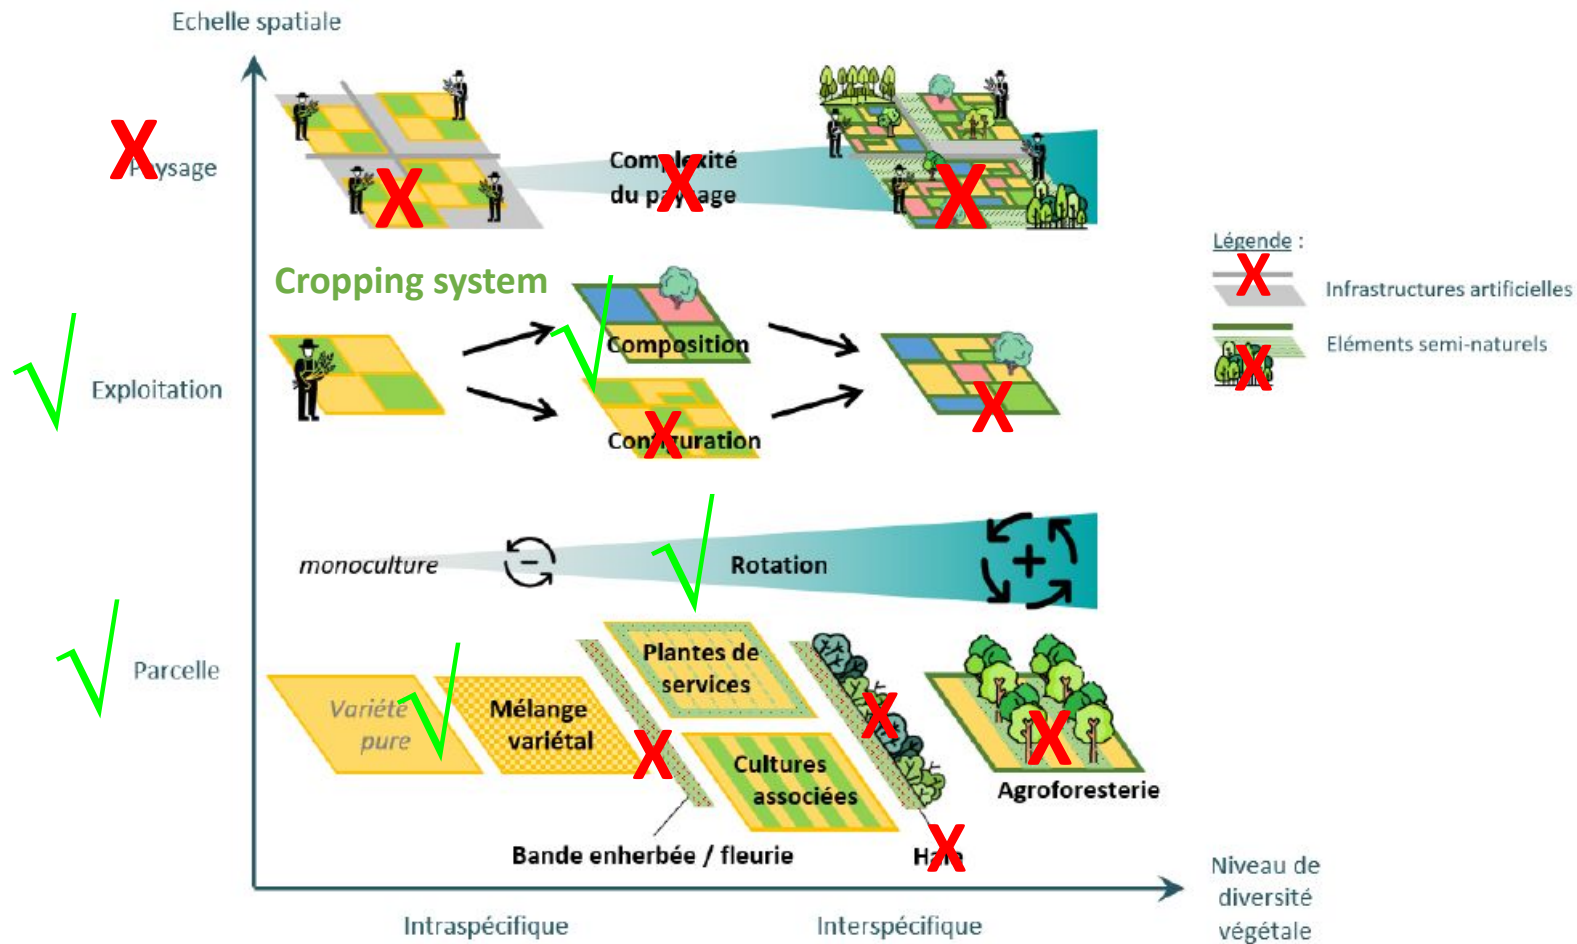 Echelle spatiale
Paysage
Complexité
du paysage
Légende :
Infrastructures artificielles
Eléments semi-naturels
Cropping system
Composition
Exploitation
Configuration
monoculture
Rotation
Parcelle
Variété
pure
Mélange
variétal
Plantes de
services
Cultures
associées
Agroforesterie
Bande enherbée / fleurie
Haie
Intraspécifique
Interspécifique
Niveau de
diversité
végétale